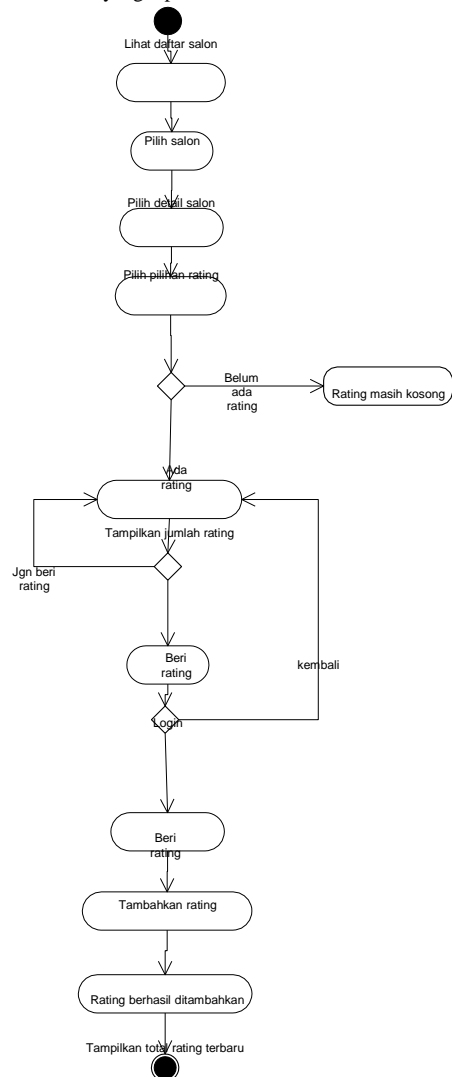 Lihat daftar salon
Pilih salon
Pilih detail salon
Pilih pilihan rating
Belum
ada
rating
Rating masih kosong
Ada
rating
Tampilkan jumlah rating
Jgn beri
rating
Beri
rating
kembali
Login
Beri
rating
Tambahkan rating
Rating berhasil ditambahkan
Tampilkan total rating terbaru